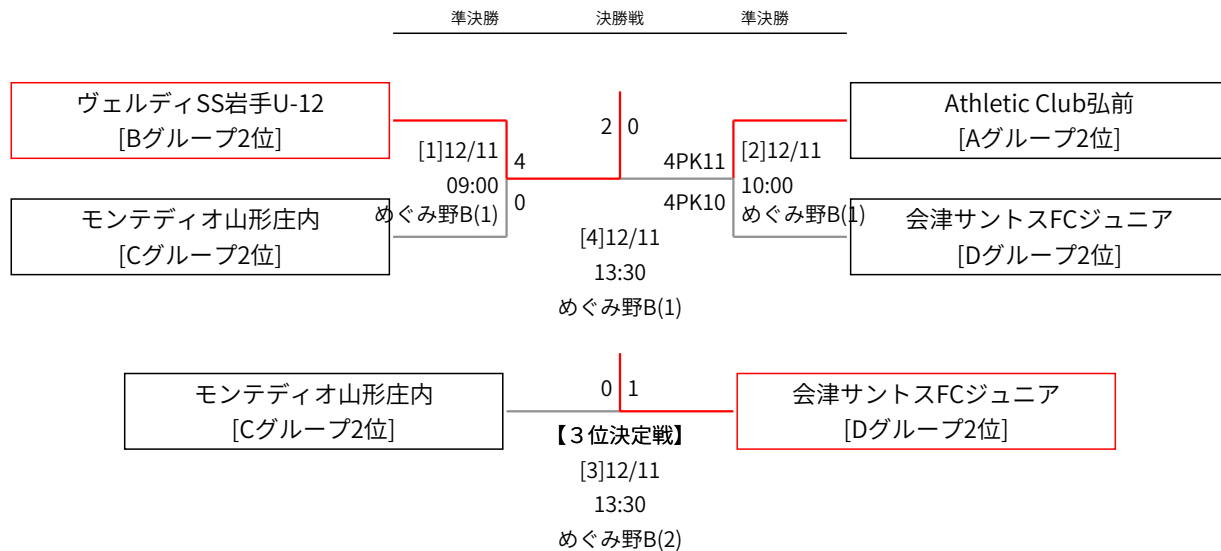 準決勝 決勝戦 準決勝
ヴェルディSS岩手U-12
[Bグループ2位]
モンテディオ山形庄内
[Cグループ2位]
[1]12/11
09:00
めぐみ野B(1)
4
0
2 0
[4]12/11
13:30
めぐみ野B(1)
4PK11
4PK10
[2]12/11
10:00
めぐみ野B(1)
Athletic Club弘前
[Aグループ2位]
会津サントスFCジュニア
[Dグループ2位]
モンテディオ山形庄内
[Cグループ2位]
0 1
【３位決定戦】
[3]12/11
13:30
めぐみ野B(2)
会津サントスFCジュニア
[Dグループ2位]